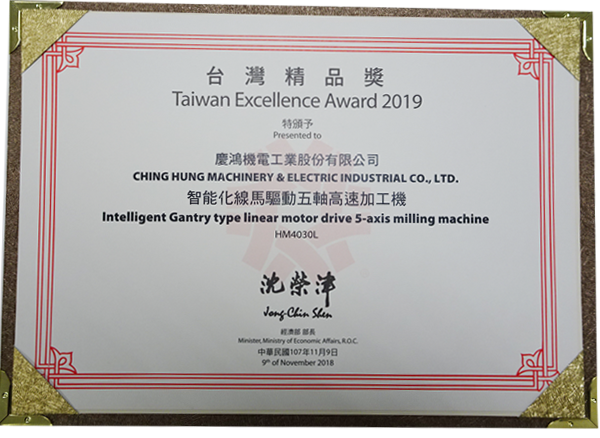 台灣精品獎
Taiwan Excellence Award 2019
特頒予
Presented to
慶鴻機電工業股份有限公司
CHING HUNG MACHINERY & ELECTRIC INDUSTRIAL CO., LTD.
智能化線馬驅動五軸高速加工機
Intelligent Gantry type linear motor drive 5-axis milling machine
HM4030L
沈榮津
Jong-Chin Shen
經濟部 部長
Minister, Ministry of Economic Affairs, R.O.C.
中華民國107年11月9日
9th of November 2018